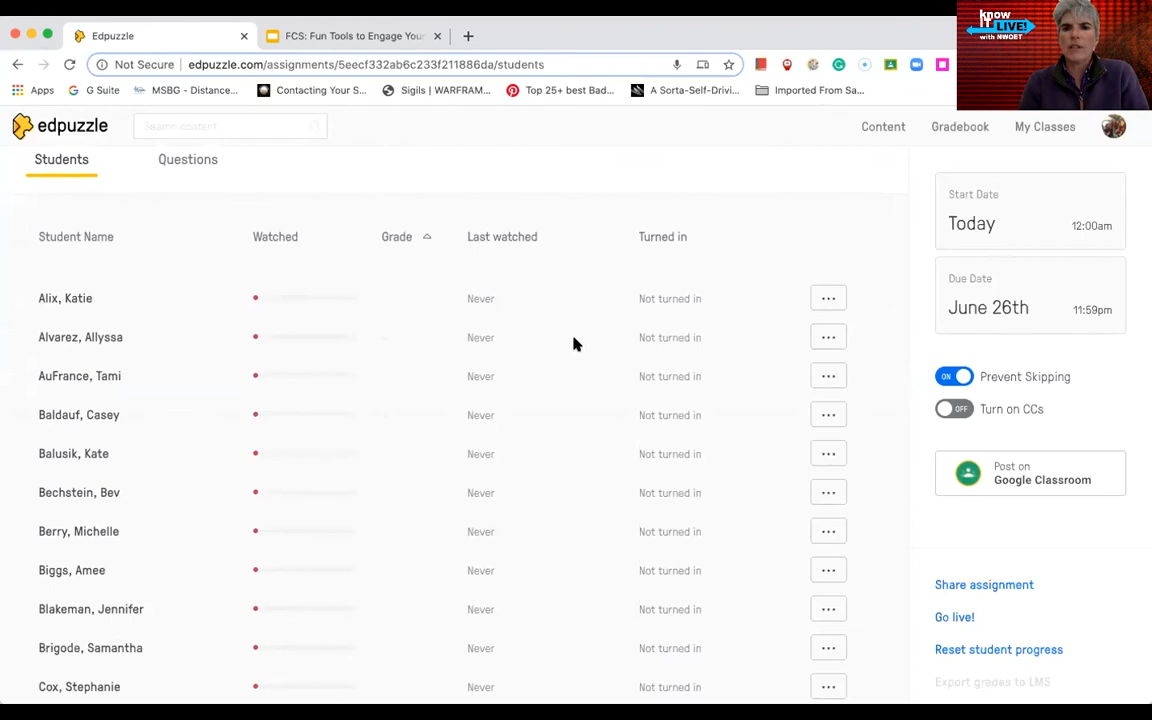 Edpuzzle
FCS: Fun Tools to Engage Your
Not Secure
edpuzzle.com/assignments/5eecf332ab6c233f211886da/students
Apps
G Suite
MSBG - Distance...
Contacting Your S...
Sigils | WARFRAM...
Top 25+ best Bad...
A Sorta-Self-Drivi...
Imported From Sa...
know
IT
LIVE!
with NWOET
edpuzzle
Search content
Content
Gradebook
My Classes
Students
Questions
Student Name Watched Grade Last watched Turned in
Alix, Katie Never Not turned in ...
Alvarez, Allyssa Never Not turned in ...
AuFrance, Tami Never Not turned in ...
Baldauf, Casey Never Not turned in ...
Balusik, Kate Never Not turned in ...
Bechstein, Bev Never Not turned in ...
Berry, Michelle Never Not turned in ...
Biggs, Amee Never Not turned in ...
Blakeman, Jennifer Never Not turned in ...
Brigode, Samantha Never Not turned in ...
Cox, Stephanie Never Not turned in ...
Start Date
Today 12:00am
Due Date
June 26th 11:59pm
ON Prevent Skipping
OFF Turn on CCs
Post on
Google Classroom
Share assignment
Go live!
Reset student progress
Export grades to LMS